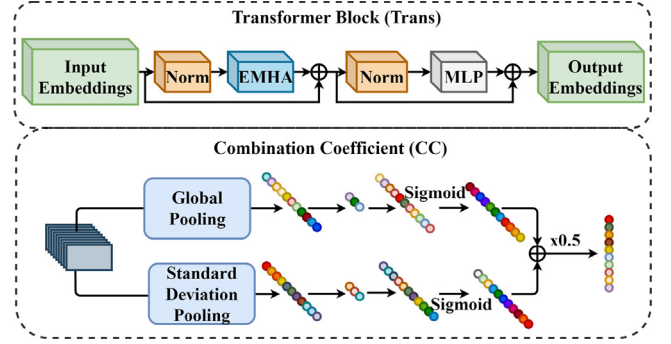 Transformer Block (Trans)
Input
Embeddings
Norm
EMHA
Norm
MLP
Output
Embeddings
Combination Coefficient (CC)
Global
Pooling
Sigmoid
x0.5
Standard
Deviation
Pooling
Sigmoid